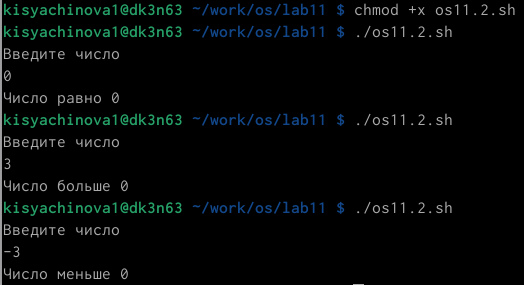 kisyachinova1@dk3n63 ~/work/os/lab11 $ chmod +x os11.2.sh
kisyachinova1@dk3n63 ~/work/os/lab11 $ ./os11.2.sh
Введите число
0
Число равно 0
kisyachinova1@dk3n63 ~/work/os/lab11 $ ./os11.2.sh
Введите число
3
Число больше 0
kisyachinova1@dk3n63 ~/work/os/lab11 $ ./os11.2.sh
Введите число
-3
Число меньше 0